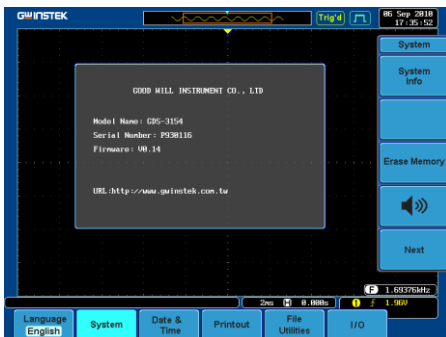 GWINSTEK
Trig'd
06 Sep 2010
17:35:52
System
System
Info
GOOD WILL INSTRUMENT CO., LTD
Model Name: GDS-3154
Serial Number: P930116
Firmware: V0.14
URL:http://www.gwinstek.com.tw
Erase Memory
Next
F 1.69376kHz
2ms H 0.000s
1 f 1.96V
Language
English
System
Date &
Time
Printout
File
Utilities
I/O